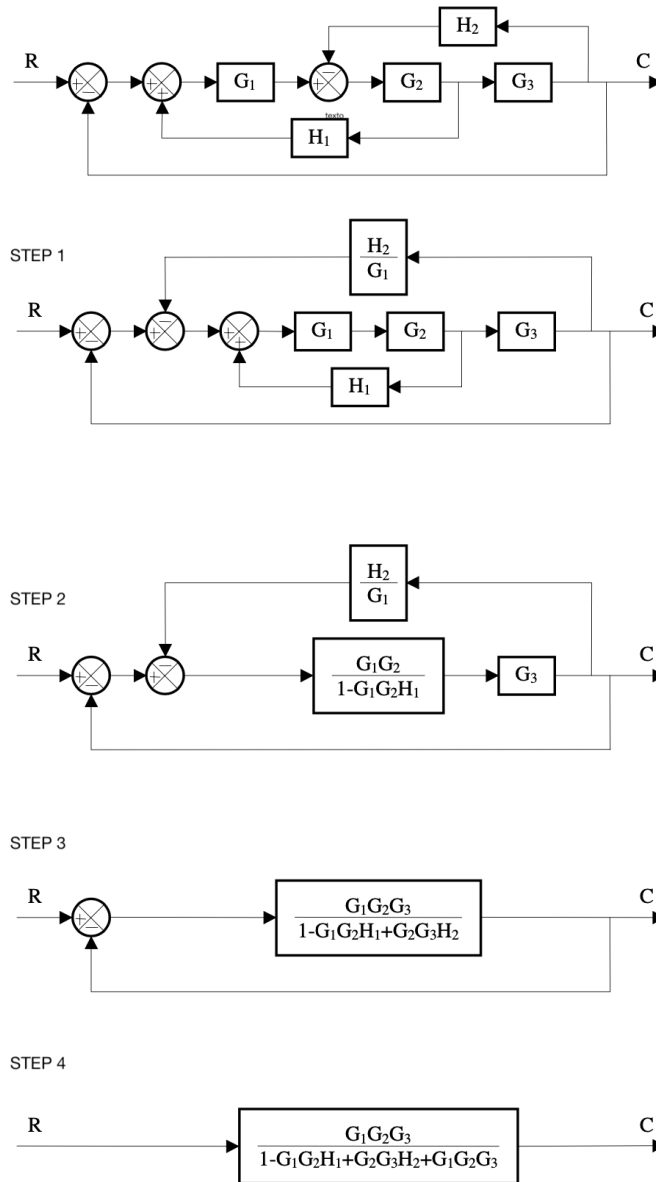 H₂
R + − + + G₁ − G₂ G₃ C
texto
H₁
STEP 1
H₂
G₁
R + − − + + G₁ G₂ G₃ C
H₁
STEP 2
H₂
G₁
R + − + − G₁G₂ G₃ C
1-G₁G₂H₁
STEP 3
R + − G₁G₂G₃ C
1-G₁G₂H₁+G₂G₃H₂
STEP 4
R G₁G₂G₃ C
1-G₁G₂H₁+G₂G₃H₂+G₁G₂G₃